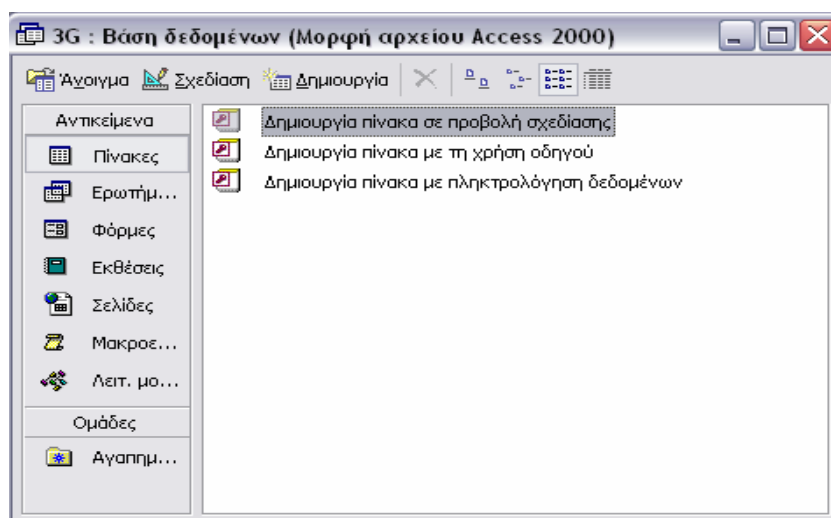 3G : Βάση δεδομένων (Μορφή αρχείου Access 2000)
Άνοιγμα Σχεδίαση Δημιουργία
Αντικείμενα
Πίνακες
Ερωτήμ...
Φόρμες
Εκθέσεις
Σελίδες
Μακροε...
Λειτ. μο...
Ομάδες
Αγαπημ...
Δημιουργία πίνακα σε προβολή σχεδίασης
Δημιουργία πίνακα με τη χρήση οδηγού
Δημιουργία πίνακα με πληκτρολόγηση δεδομένων